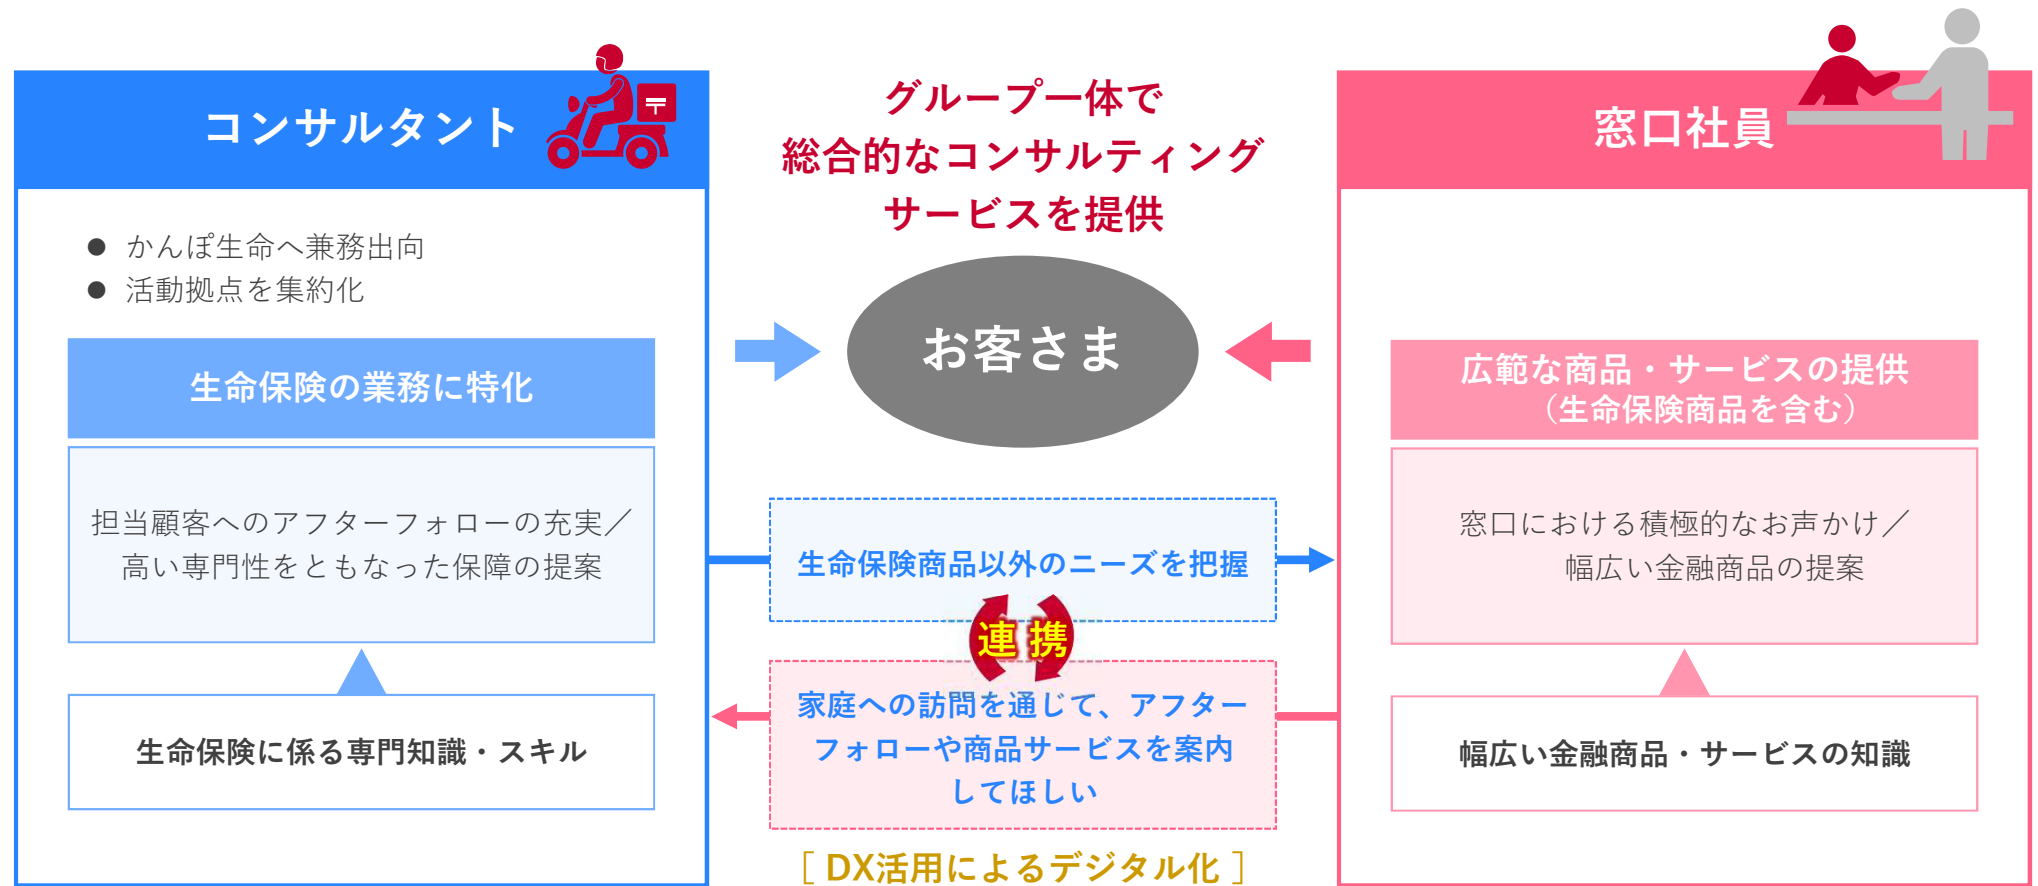 コンサルタント
● かんぽ生命へ兼務出向
● 活動拠点を集約化
生命保険の業務に特化
担当顧客へのアフターフォローの充実／
高い専門性をともなった保障の提案
生命保険に係る専門知識・スキル
グループ一体で
総合的なコンサルティング
サービスを提供
お客さま
生命保険商品以外のニーズを把握
連携
家庭への訪問を通じて、アフター
フォローや商品サービスを案内
してほしい
［ DX活用によるデジタル化 ］
窓口社員
広範な商品・サービスの提供
（生命保険商品を含む）
窓口における積極的なお声かけ／
幅広い金融商品の提案
幅広い金融商品・サービスの知識